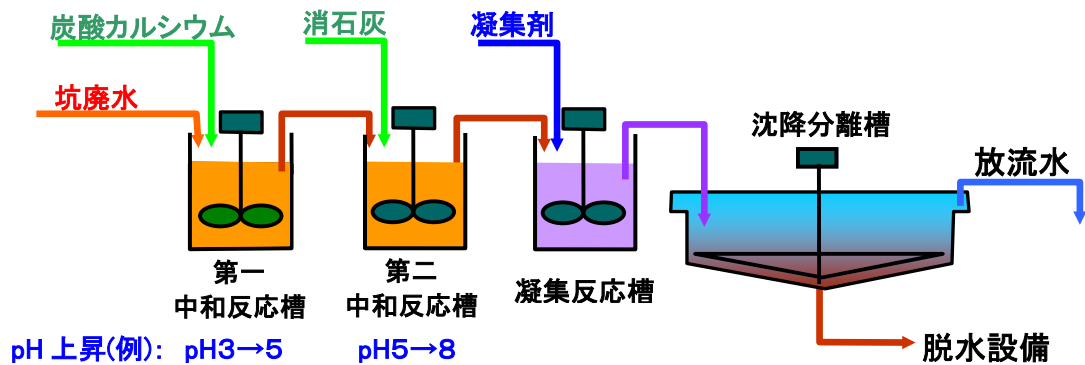 炭酸カルシウム
消石灰
凝集剤
坑廃水
沈降分離槽
放流水
第一
中和反応槽
第二
中和反応槽
凝集反応槽
脱水設備
pH 上昇(例): pH3→5 pH5→8